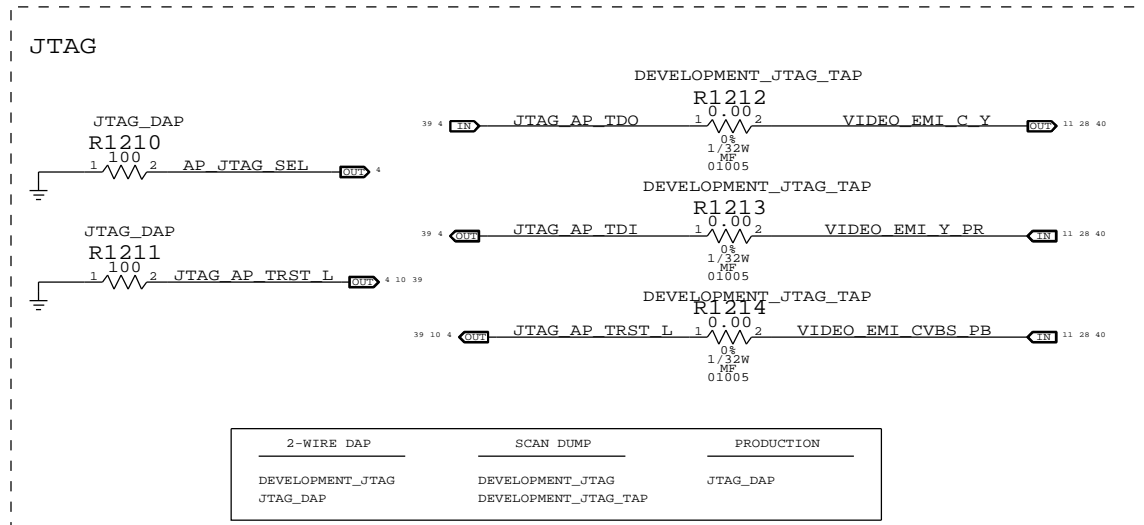 JTAG
JTAG_DAP
R1210
100
1 2 AP_JTAG_SEL OUT 4
JTAG_DAP
R1211
100
1 2 JTAG_AP_TRST_L OUT 4 10 39
DEVELOPMENT_JTAG_TAP
R1212
0.00
39 4 IN JTAG_AP_TDO 1 2 VIDEO_EMI_C_Y OUT 11 28 40
0%
1/32W
MF
01005
DEVELOPMENT_JTAG_TAP
R1213
0.00
39 4 OUT JTAG_AP_TDI 1 2 VIDEO_EMI_Y_PR IN 11 28 40
0%
1/32W
MF
01005
DEVELOPMENT_JTAG_TAP
R1214
0.00
39 10 4 OUT JTAG_AP_TRST_L 1 2 VIDEO_EMI_CVBS_PB IN 11 28 40
0%
1/32W
MF
01005
2-WIRE DAP SCAN DUMP PRODUCTION
DEVELOPMENT_JTAG DEVELOPMENT_JTAG JTAG_DAP
JTAG_DAP DEVELOPMENT_JTAG_TAP